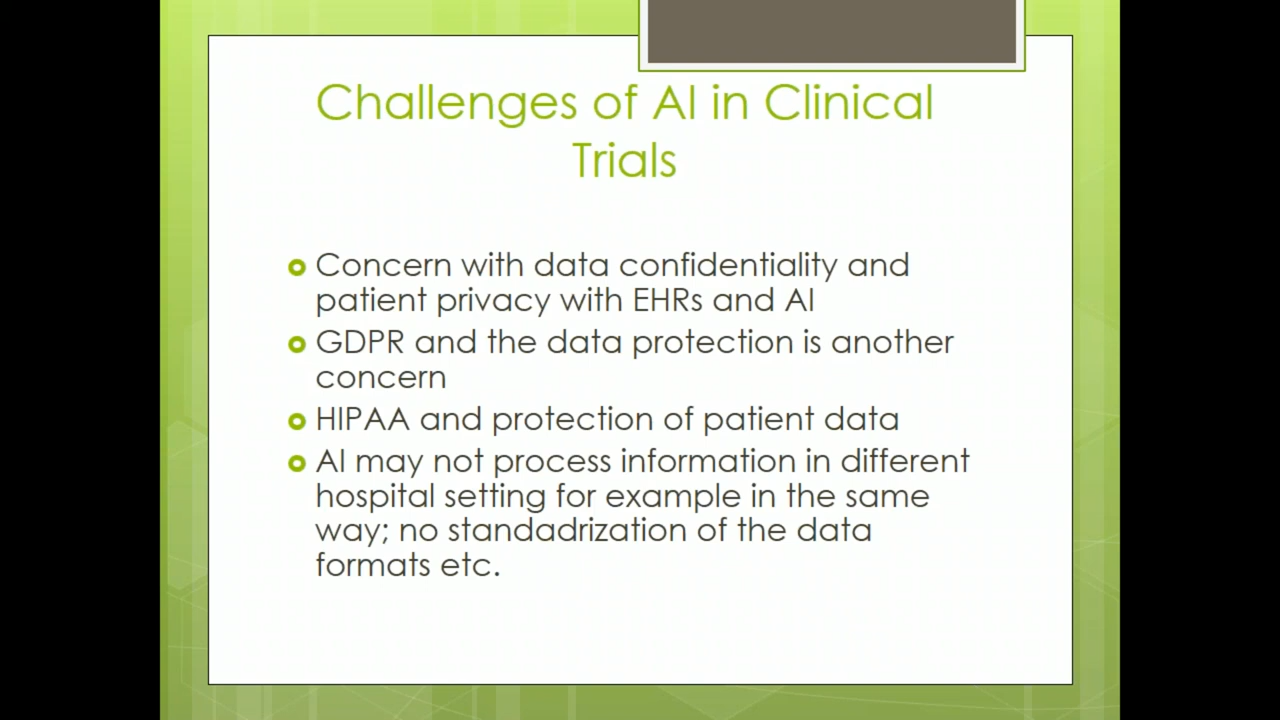 Challenges of AI in Clinical
Trials
Concern with data confidentiality and
patient privacy with EHRs and AI
GDPR and the data protection is another
concern
HIPAA and protection of patient data
AI may not process information in different
hospital setting for example in the same
way; no standadrization of the data
formats etc.